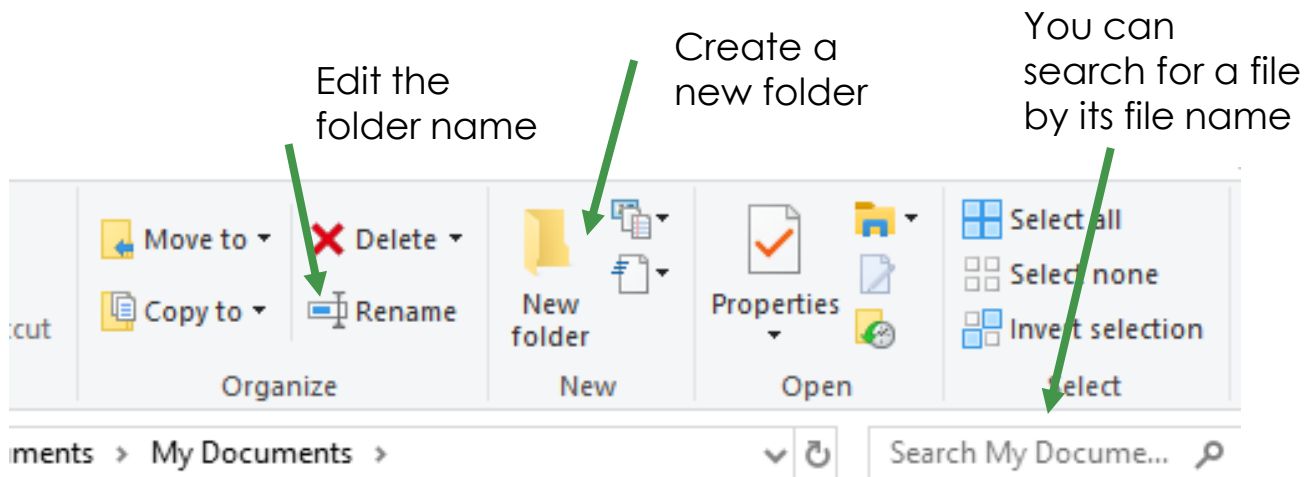 You can
search for a file
by its file name
Create a
new folder
Edit the
folder name
Move to
Delete
Copy to
Rename
New
folder
Properties
Select all
Select none
Invert selection
cut
Organize
New
Open
Select
ments > My Documents >
Search My Docume...